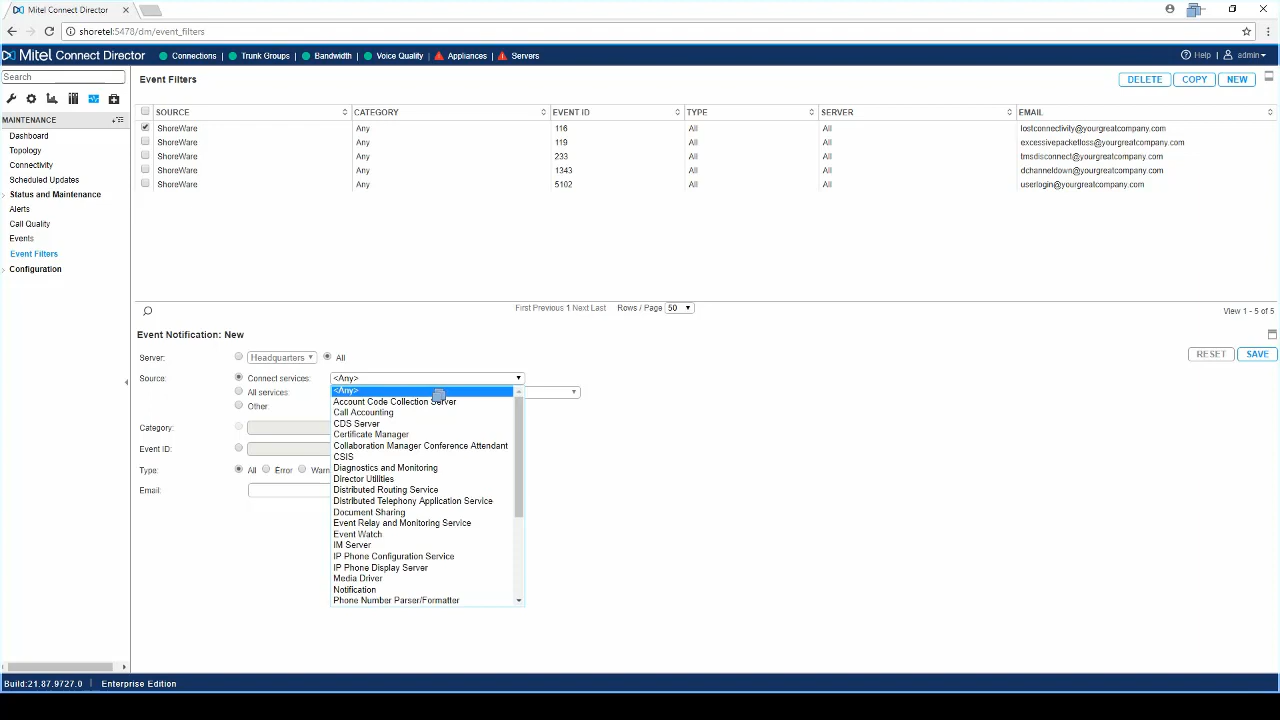 Mitel Connect Director
shoretel:5478/dm/event_filters
Mitel Connect Director Connections Trunk Groups Bandwidth Voice Quality Appliances Servers Help admin
Search
Event Filters DELETE COPY NEW
MAINTENANCE
Dashboard
Topology
Connectivity
Scheduled Updates
Status and Maintenance
Alerts
Call Quality
Events
Event Filters
Configuration
SOURCE CATEGORY EVENT ID TYPE SERVER EMAIL
ShoreWare Any 116 All All lostconnectivity@yourgreatcompany.com
ShoreWare Any 119 All All excessivepacketloss@yourgreatcompany.com
ShoreWare Any 233 All All tmsdisconnect@yourgreatcompany.com
ShoreWare Any 1343 All All dchanneldown@yourgreatcompany.com
ShoreWare Any 5102 All All userlogin@yourgreatcompany.com
First Previous 1 Next Last Rows / Page 50 View 1 - 5 of 5
Event Notification: New
RESET SAVE
Server: Headquarters All
Source: Connect services: <Any>
All services:
Other:
Category:
Event ID:
Type: All Error Warn
Email:
<Any>
Account Code Collection Server
Call Accounting
CDS Server
Certificate Manager
Collaboration Manager Conference Attendant
CSIS
Diagnostics and Monitoring
Director Utilities
Distributed Routing Service
Distributed Telephony Application Service
Document Sharing
Event Relay and Monitoring Service
Event Watch
IM Server
IP Phone Configuration Service
IP Phone Display Server
Media Driver
Notification
Phone Number Parser/Formatter
Build:21.87.9727.0 | Enterprise Edition